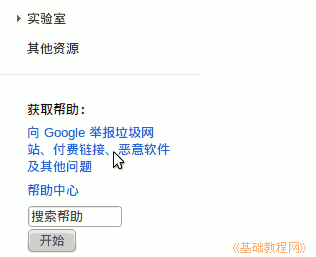 实验室
其他资源
获取帮助：
向 Google 举报垃圾网
站、付费链接、恶意软件
及其他问题
帮助中心
搜索帮助
开始
《基础教程网》